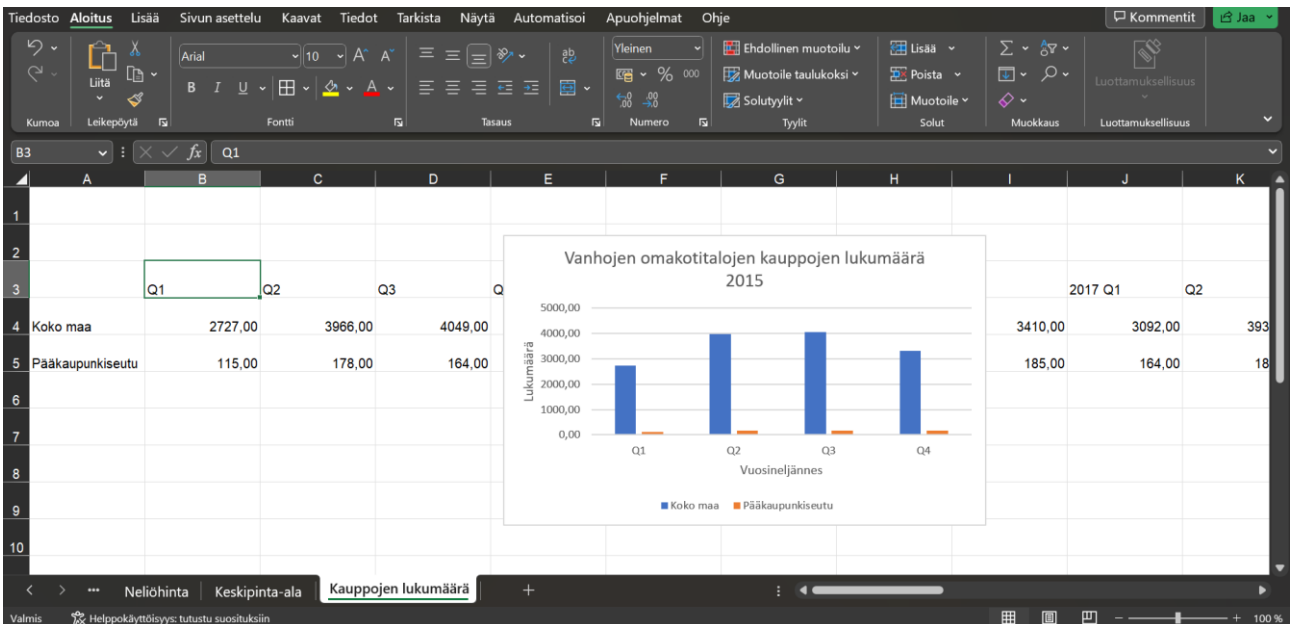 Tiedosto Aloitus Lisää Sivun asettelu Kaavat Tiedot Tarkista Näytä Automatisoi Apuohjelmat Ohje Kommentit Jaa
Arial 10 A A Yleinen Ehdollinen muotoilu Lisää
Liitä B I U A % 000 Muotoile taulukoksi Poista Luottamuksellisuus
Solutyylit Muotoile
Kumoa Leikepöytä Fontti Tasaus Numero Tyylit Solut Muokkaus Luottamuksellisuus
B3 fx Q1
A B C D E F G H I J K
1
2
3 Q1 Q2 Q3 2017 Q1 Q2
4 Koko maa 2727,00 3966,00 4049,00 3410,00 3092,00 393
5 Pääkaupunkiseutu 115,00 178,00 164,00 185,00 164,00 18
6
7
8
9
10
Vanhojen omakotitalojen kauppojen lukumäärä
2015
Lukumäärä
5000,00
4000,00
3000,00
2000,00
1000,00
0,00
Q1 Q2 Q3 Q4
Vuosineljännes
Koko maa Pääkaupunkiseutu
Neliöhinta Keskipinta-ala Kauppojen lukumäärä
Valmis Helppokäyttöisyys: tutustu suosituksiin 100 %